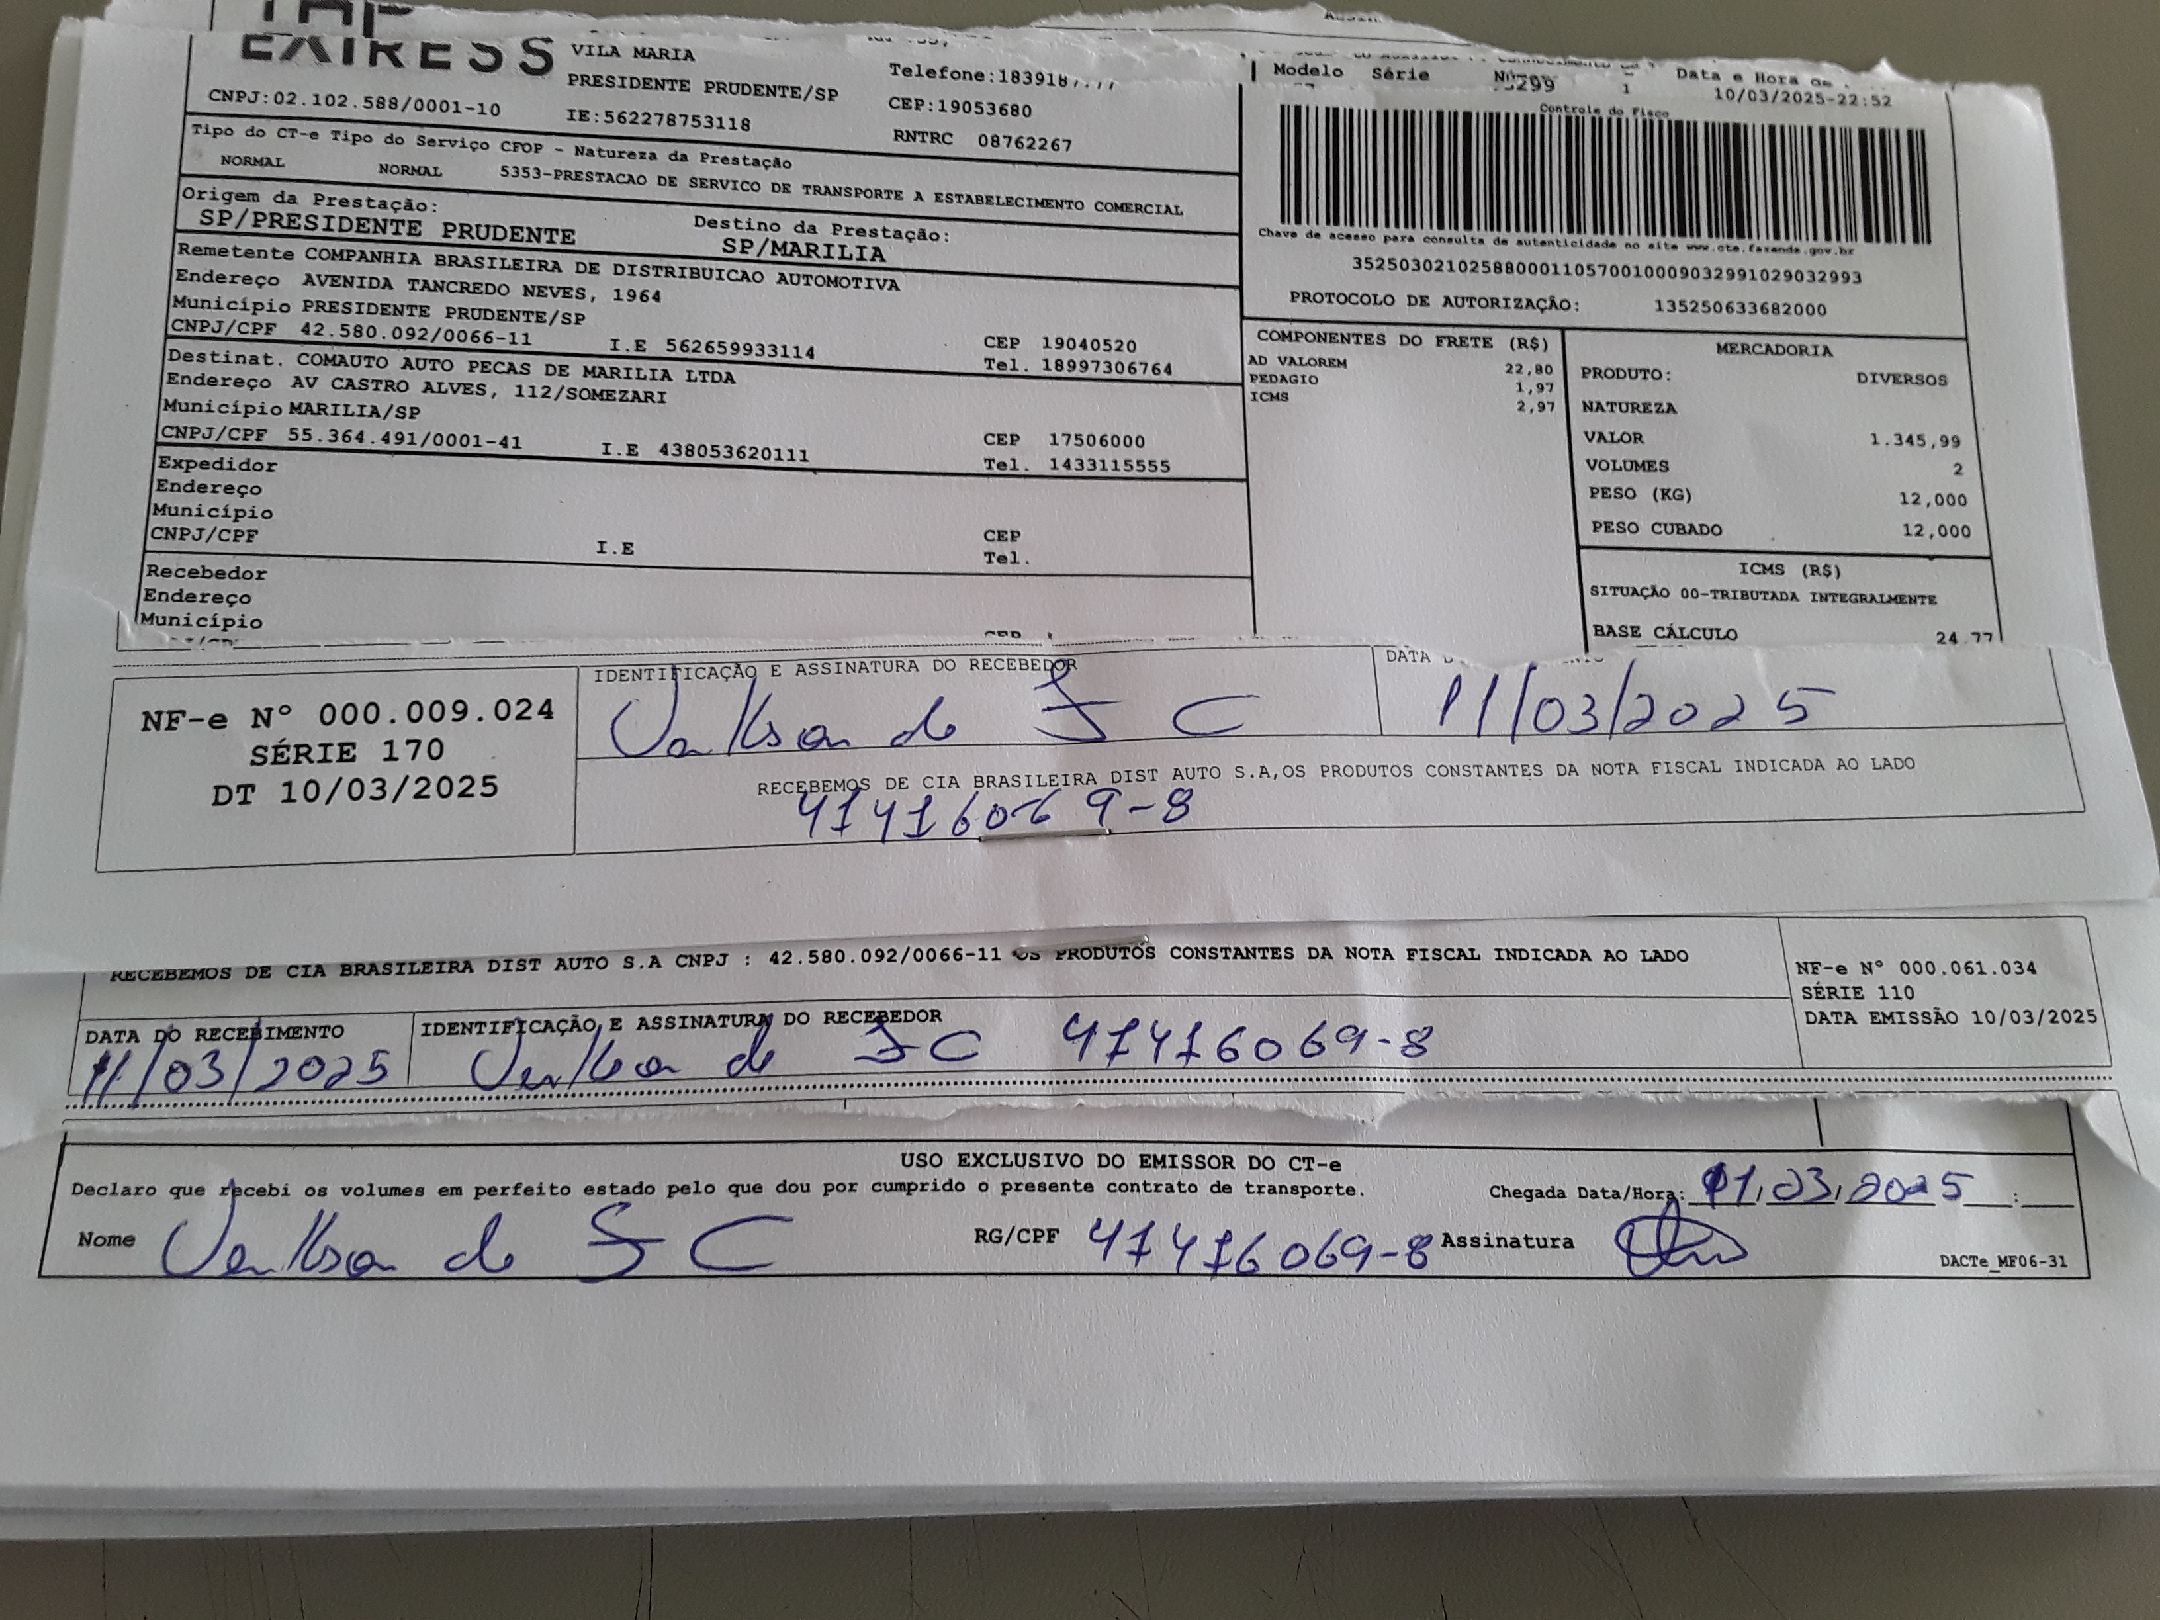 EXPRESS
VILA MARIA
PRESIDENTE PRUDENTE/SP
CNPJ:02.102.588/0001-10
IE:562278753118
Telefone:183918
CEP:19053680
RNTRC 08762267
Modelo Série
10/03/2025-22:52
Data e Hora
Controle do Fisco
Tipo do CT-e Tipo do Serviço CFOP - Natureza da Prestação
NORMAL NORMAL 5353-PRESTACAO DE SERVICO DE TRANSPORTE A ESTABELECIMENTO COMERCIAL
Origem da Prestação:
SP/PRESIDENTE PRUDENTE
Destino da Prestação:
SP/MARILIA
Chave de acesso para consulta de autenticidade no site www.cte.fazenda.gov.br
35250302102588000110570010009032991029032993
PROTOCOLO DE AUTORIZAÇÃO: 135250633682000
Remetente COMPANHIA BRASILEIRA DE DISTRIBUICAO AUTOMOTIVA
Endereço AVENIDA TANCREDO NEVES, 1964
Município PRESIDENTE PRUDENTE/SP
CNPJ/CPF 42.580.092/0066-11 I.E 562659933114
CEP 19040520
Tel. 18997306764
Destinat. COMAUTO AUTO PECAS DE MARILIA LTDA
Endereço AV CASTRO ALVES, 112/SOMEZARI
Município MARILIA/SP
CNPJ/CPF 55.364.491/0001-41 I.E 438053620111
CEP 17506000
Tel. 1433115555
Expedidor
Endereço
Município
CNPJ/CPF I.E
CEP
Tel.
Recebedor
Endereço
Município
COMPONENTES DO FRETE (R$)
AD VALOREM 22,80
PEDAGIO 1,97
ICMS 2,97
MERCADORIA
PRODUTO: DIVERSOS
NATUREZA
VALOR 1.345,99
VOLUMES 2
PESO (KG) 12,000
PESO CUBADO 12,000
ICMS (R$)
SITUAÇÃO 00-TRIBUTADA INTEGRALMENTE
BASE CÁLCULO 24.77
NF-e Nº 000.009.024
SÉRIE 170
DT 10/03/2025
IDENTIFICAÇÃO E ASSINATURA DO RECEBEDOR
DATA
11/03/2025
RECEBEMOS DE CIA BRASILEIRA DIST AUTO S.A,OS PRODUTOS CONSTANTES DA NOTA FISCAL INDICADA AO LADO
41416069-8
RECEBEMOS DE CIA BRASILEIRA DIST AUTO S.A CNPJ : 42.580.092/0066-11 OS PRODUTOS CONSTANTES DA NOTA FISCAL INDICADA AO LADO
NF-e Nº 000.061.034
SÉRIE 110
DATA EMISSÃO 10/03/2025
DATA DO RECEBIMENTO
11/03/2025
IDENTIFICAÇÃO E ASSINATURA DO RECEBEDOR
41416069-8
USO EXCLUSIVO DO EMISSOR DO CT-e
Declaro que recebi os volumes em perfeito estado pelo que dou por cumprido o presente contrato de transporte.
Chegada Data/Hora: 11/03/2025 :
Nome
RG/CPF 41416069-8 Assinatura
DACTe_MF06-31